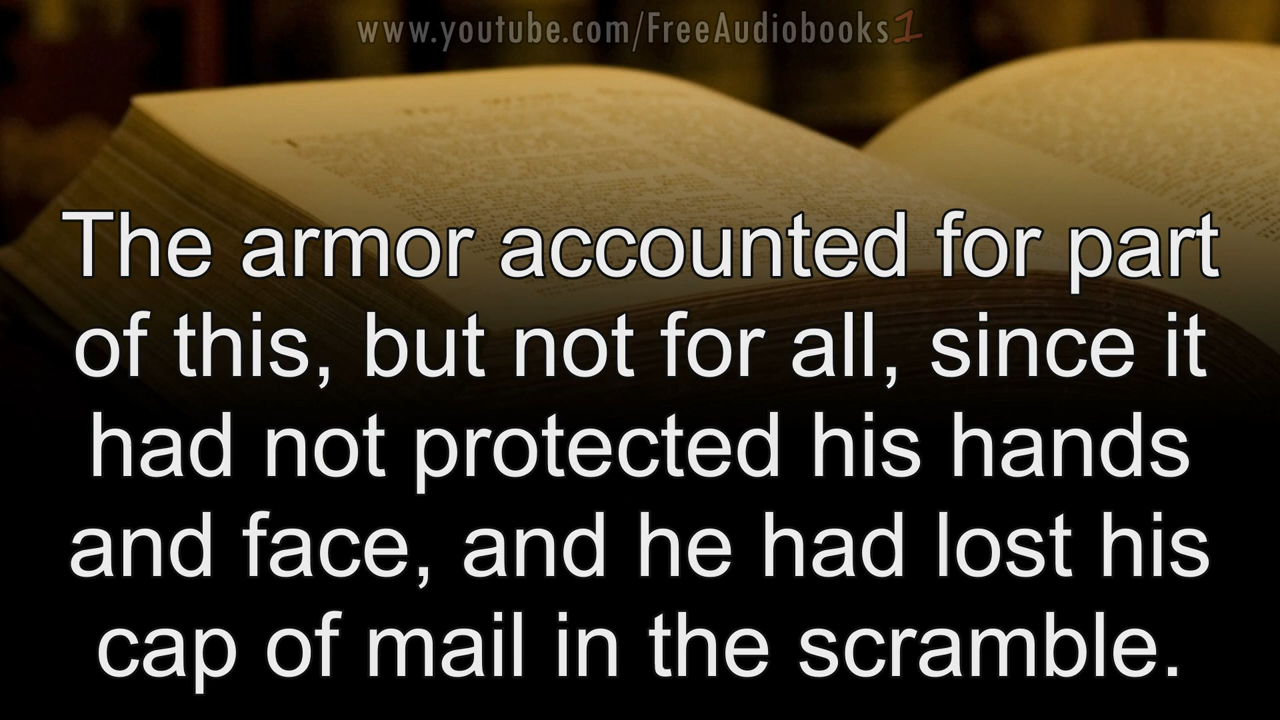 www.youtube.com/FreeAudiobooks1
The armor accounted for part
of this, but not for all, since it
had not protected his hands
and face, and he had lost his
cap of mail in the scramble.